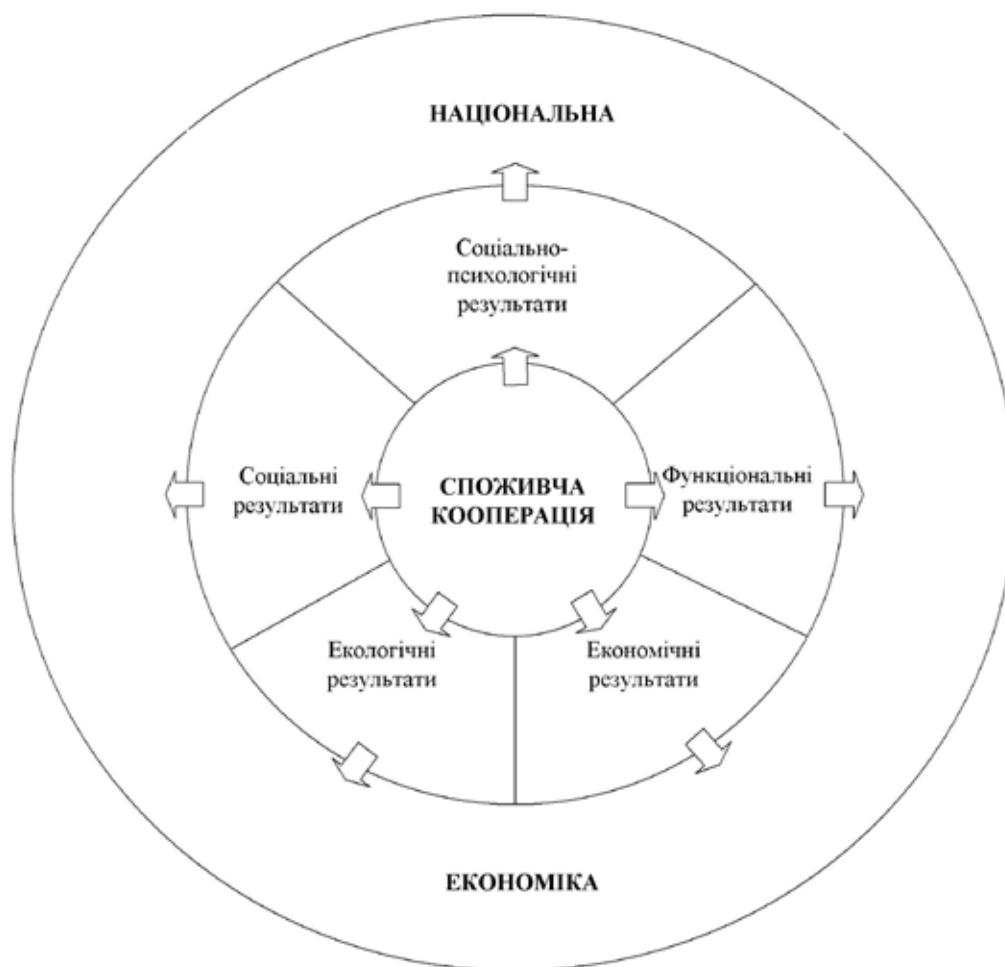 НАЦІОНАЛЬНА
Соціально-
психологічні
результати
Соціальні
результати
СПОЖИВЧА
КООПЕРАЦІЯ
Функціональні
результати
Екологічні
результати
Економічні
результати
ЕКОНОМІКА